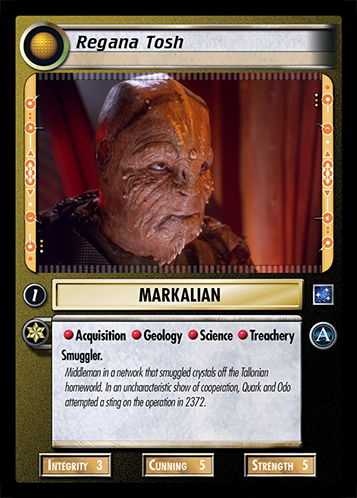 Regana Tosh
1
MARKALIAN
Acquisition Geology Science Treachery
A
Smuggler.
Middleman in a network that smuggled crystals off the Tallonian
homeworld. In an uncharacteristic show of cooperation, Quark and Odo
attempted a sting on the operation in 2372.
INTEGRITY 3 CUNNING 5 STRENGTH 5